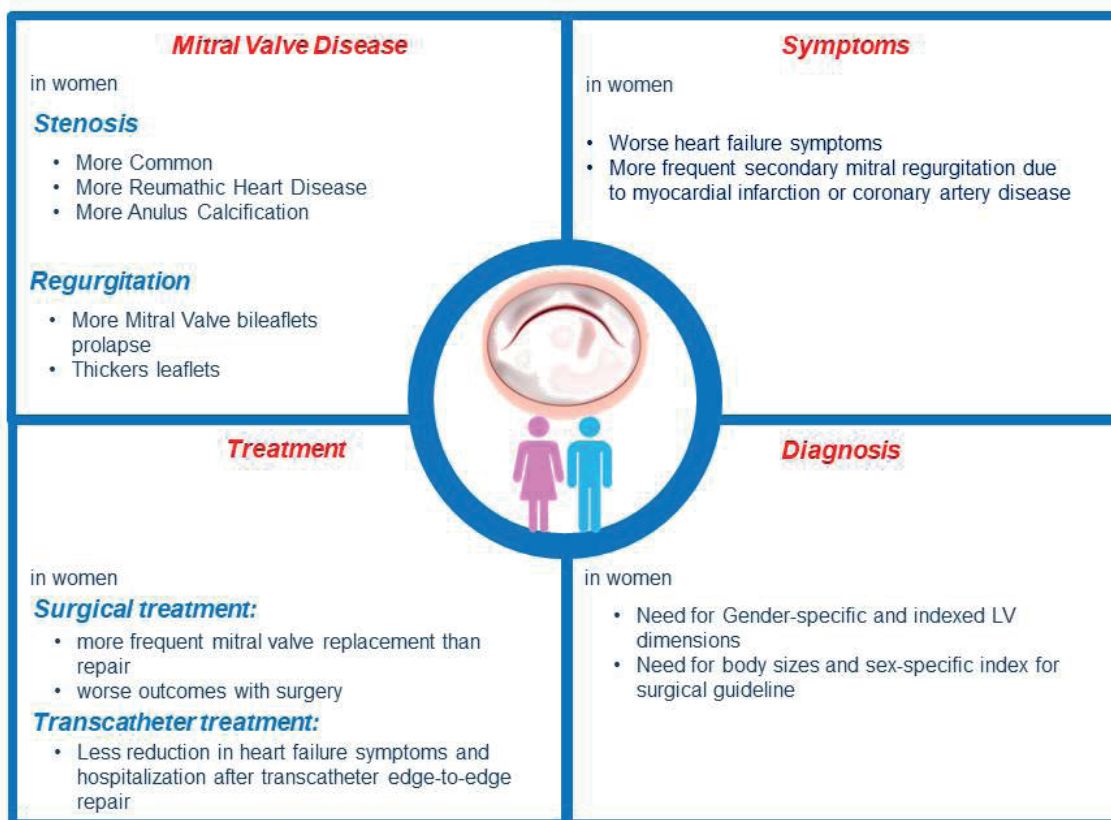 Mitral Valve Disease
in women
Stenosis
• More Common
• More Reumathic Heart Disease
• More Anulus Calcification
Regurgitation
• More Mitral Valve bileaflets
prolapse
• Thickers leaflets
Symptoms
in women
• Worse heart failure symptoms
• More frequent secondary mitral regurgitation due
to myocardial infarction or coronary artery disease
Treatment
in women
Surgical treatment:
• more frequent mitral valve replacement than
repair
• worse outcomes with surgery
Transcatheter treatment:
• Less reduction in heart failure symptoms and
hospitalization after transcatheter edge-to-edge
repair
Diagnosis
in women
• Need for Gender-specific and indexed LV
dimensions
• Need for body sizes and sex-specific index for
surgical guideline